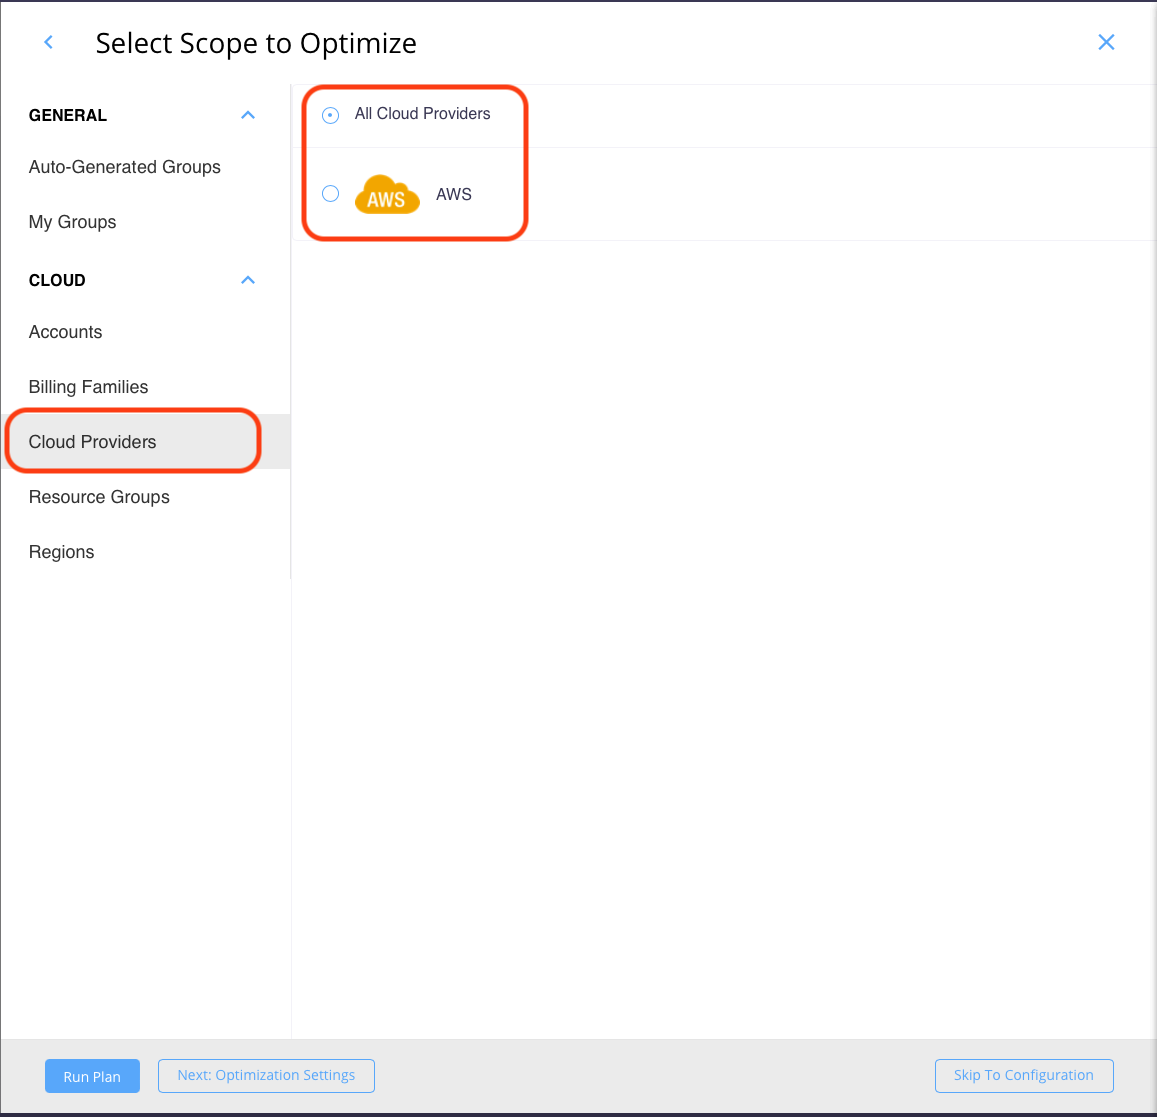 Select Scope to Optimize
GENERAL
Auto-Generated Groups
My Groups
CLOUD
Accounts
Billing Families
Cloud Providers
Resource Groups
Regions
All Cloud Providers
AWS AWS
Run Plan
Next: Optimization Settings
Skip To Configuration